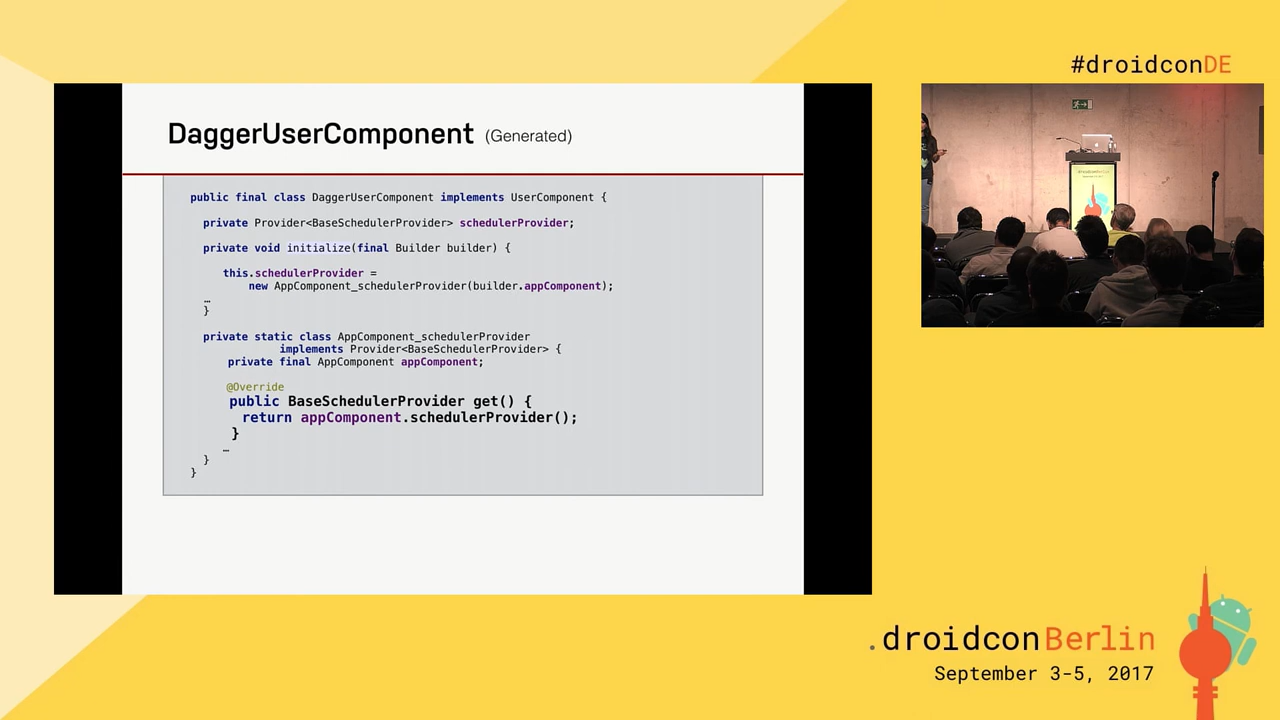 #droidconDE
DaggerUserComponent (Generated)
public final class DaggerUserComponent implements UserComponent {
private Provider<BaseSchedulerProvider> schedulerProvider;
private void initialize(final Builder builder) {
this.schedulerProvider =
new AppComponent_schedulerProvider(builder.appComponent);
…
}
private static class AppComponent_schedulerProvider
implements Provider<BaseSchedulerProvider> {
private final AppComponent appComponent;
@Override
public BaseSchedulerProvider get() {
return appComponent.schedulerProvider();
}
…
}
}
.droidconBerlin
September 3-5, 2017